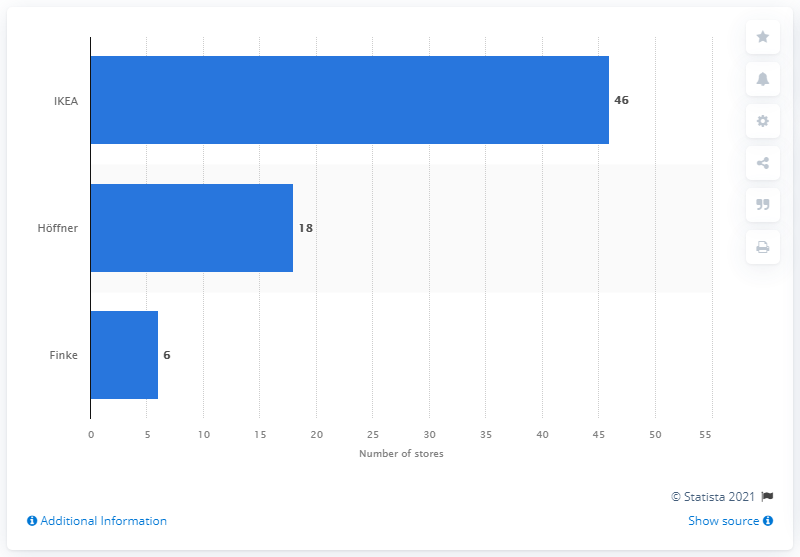 IKEA
46
Höffner
18
Finke
6
0 5 10 15 20 25 30 35 40 45 50 55
Number of stores
© Statista 2021
Additional Information
Show source